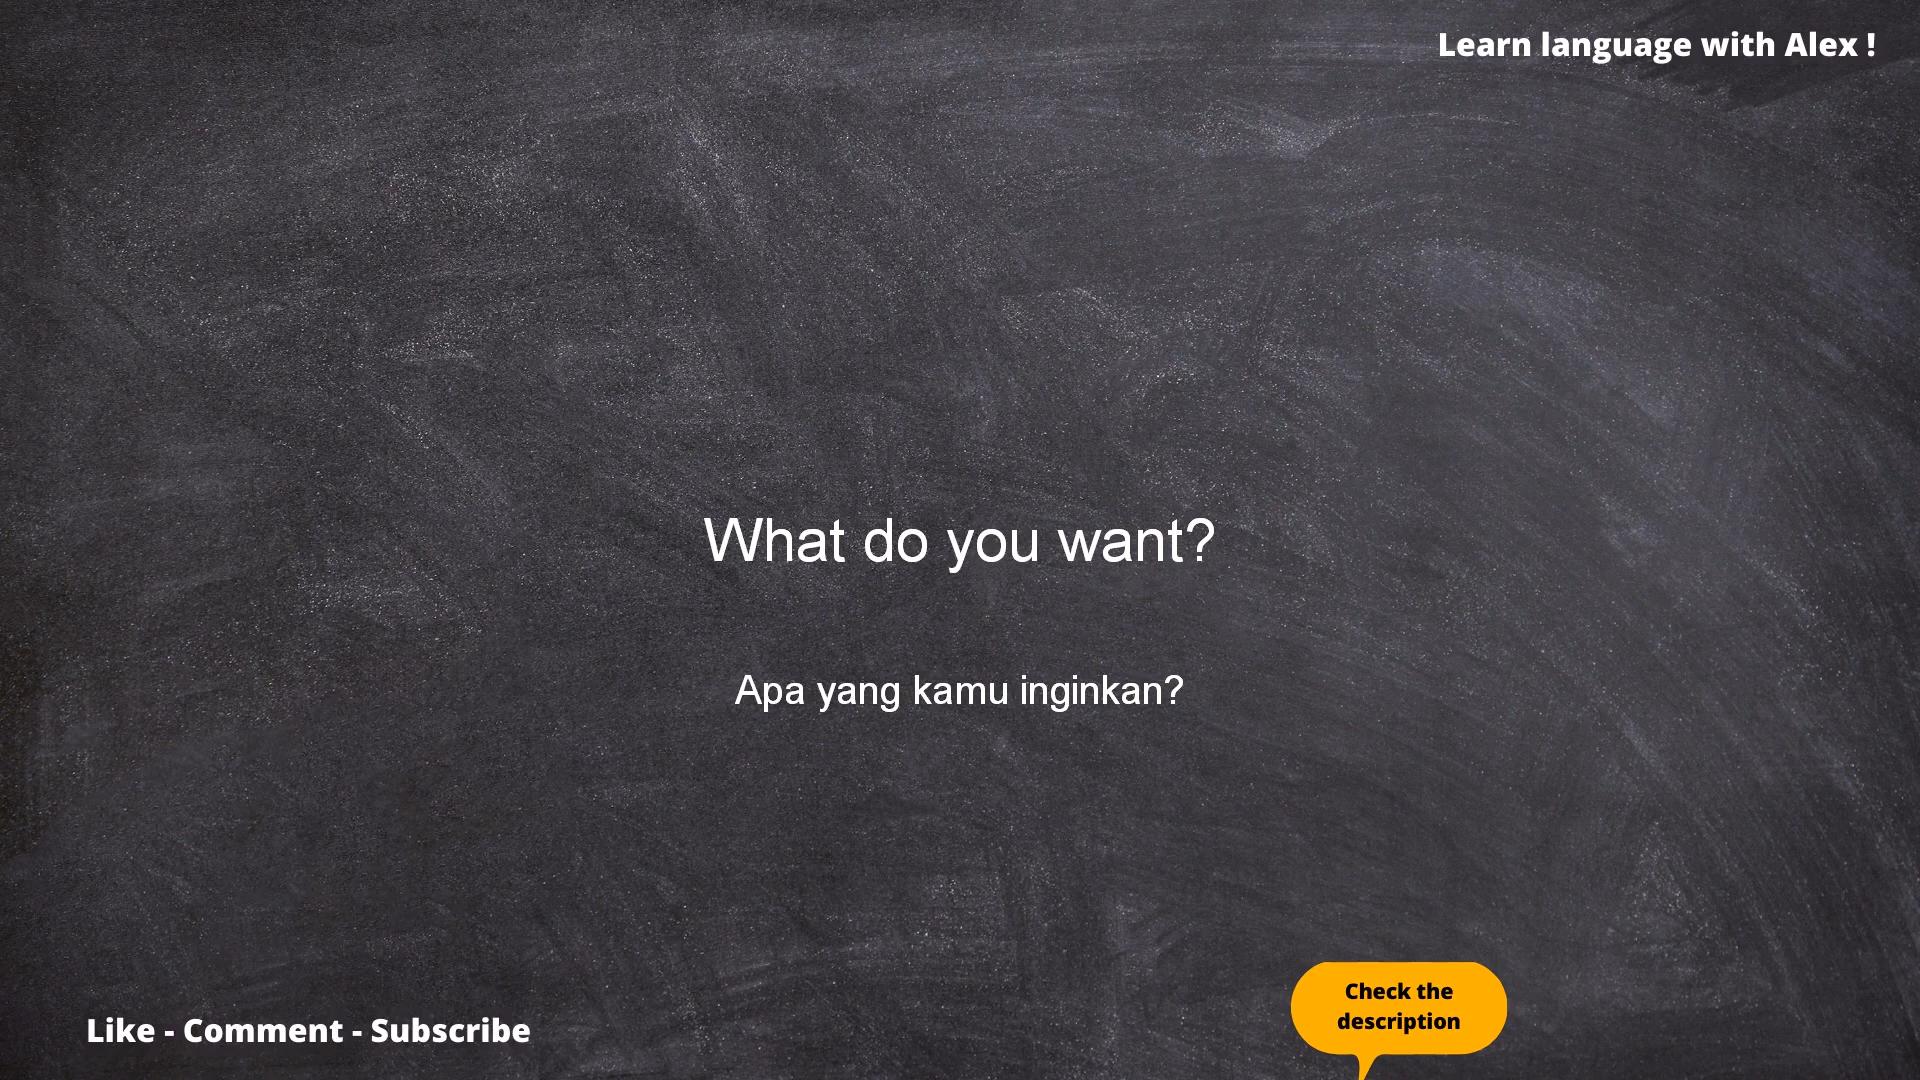 Learn language with Alex !
What do you want?
Apa yang kamu inginkan?
Check the
description
Like - Comment - Subscribe